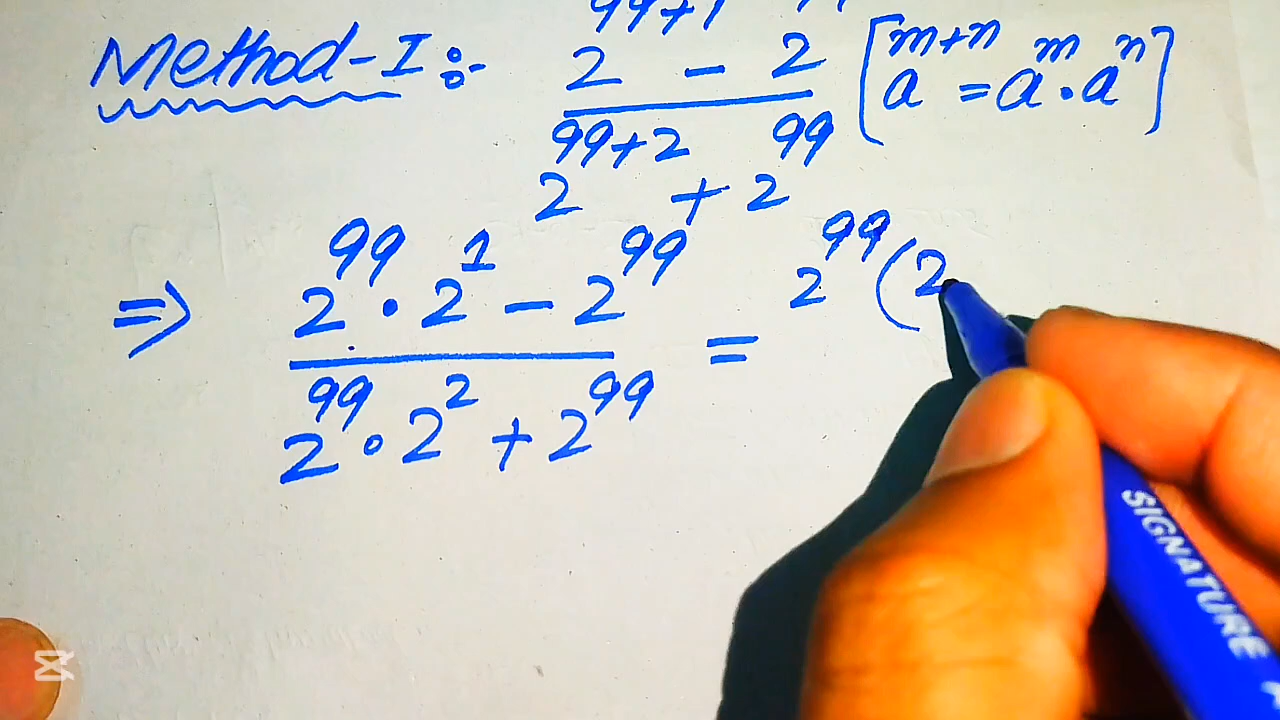 Method-I:- 2^(99+1) - 2^99 / 2^(99+2) + 2^99 [a^(m+n) = a^m · a^n]
=> 2^99 · 2^1 - 2^99 / 2^99 · 2^2 + 2^99 = 2^99 (2
SIGNATURE